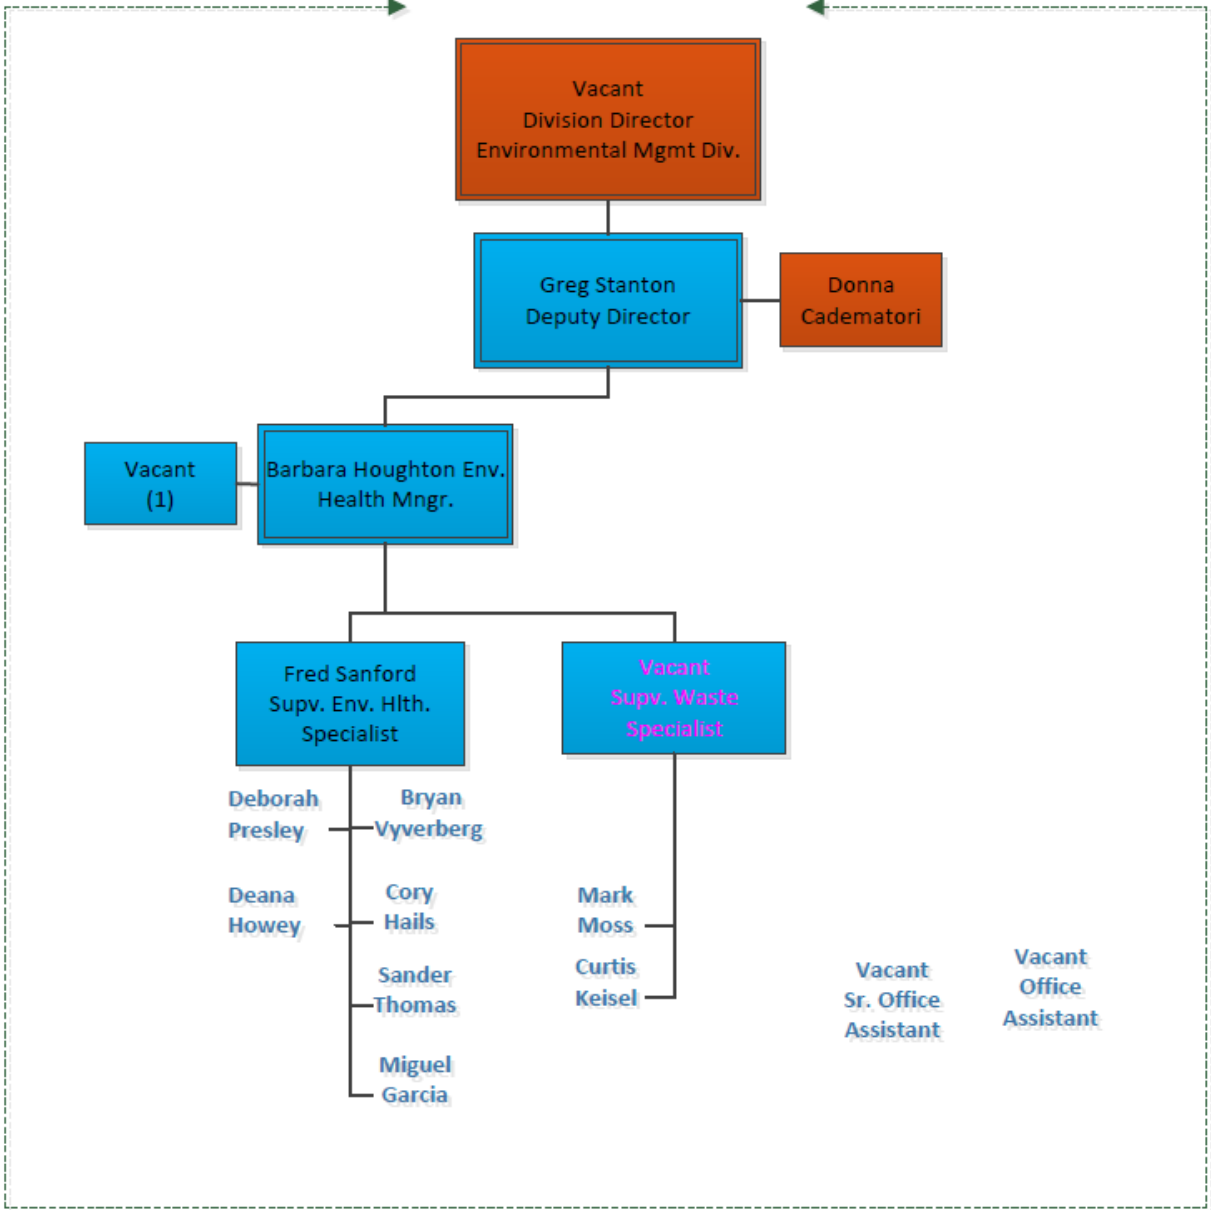 Vacant
Division Director
Environmental Mgmt Div.
Greg Stanton
Deputy Director
Donna
Cadematori
Vacant
(1)
Barbara Houghton Env.
Health Mngr.
Fred Sanford
Supv. Env. Hlth.
Specialist
Vacant
Supv. Waste
Specialist
Deborah
Presley
Bryan
Vyverberg
Deana
Howey
Cory
Hails
Sander
Thomas
Miguel
Garcia
Mark
Moss
Curtis
Keisel
Vacant
Sr. Office
Assistant
Vacant
Office
Assistant